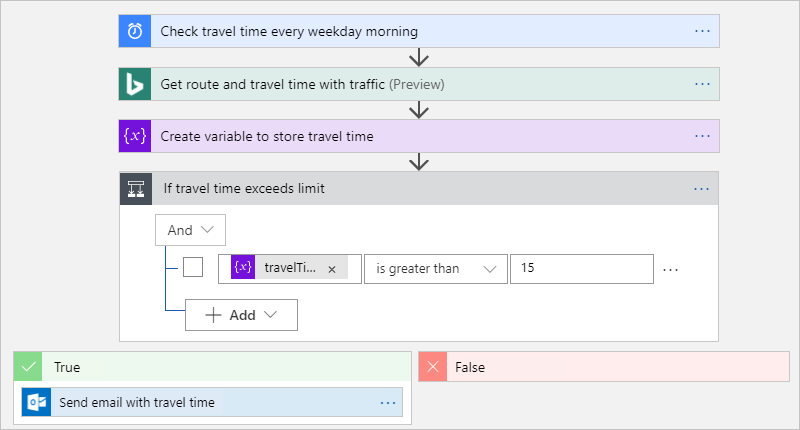 Check travel time every weekday morning
Get route and travel time with traffic (Preview)
{x} Create variable to store travel time
If travel time exceeds limit
And
{x} travelTi... × is greater than 15
+ Add
True
False
Send email with travel time